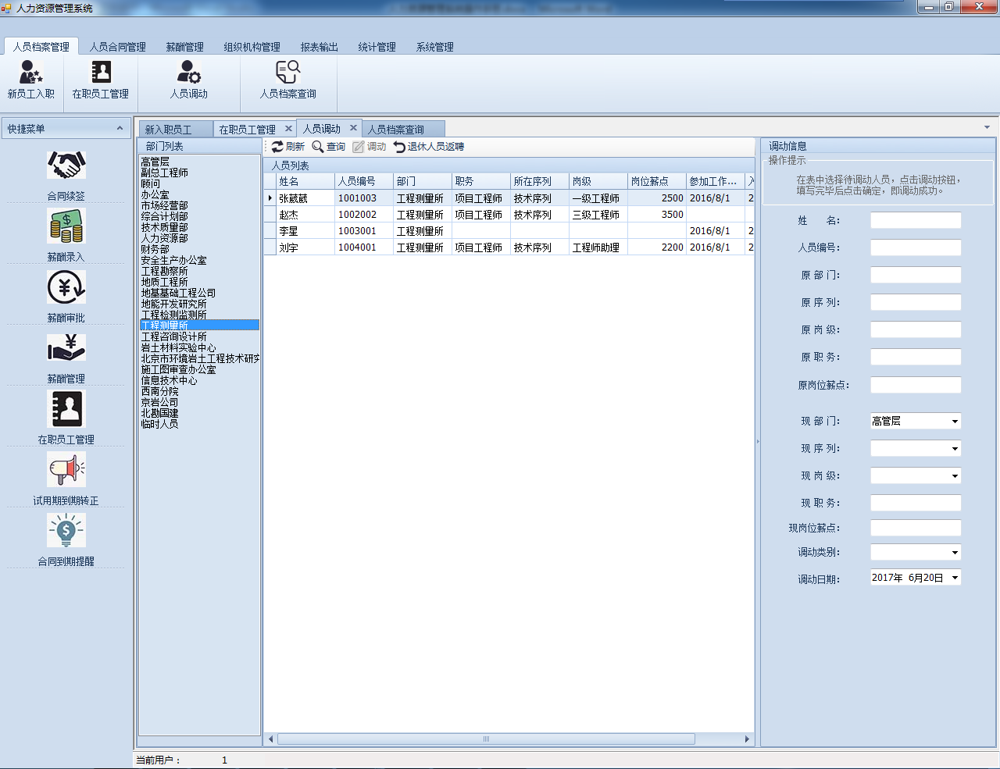 人力资源管理系统
人员档案管理 人员合同管理 薪酬管理 组织机构管理 报表输出 统计管理 系统管理
新员工入职 在职员工管理 人员调动 人员档案查询
快捷菜单
合同续签
薪酬录入
薪酬审批
薪酬管理
在职员工管理
试用期到期转正
合同到期提醒
新入职员工 在职员工管理 人员调动 人员档案查询
部门列表
高管层
副总工程师
顾问
办公室
市场经营部
综合计划部
技术质量部
人力资源部
财务部
安全生产办公室
工程勘察所
地质工程所
地基基础工程公司
地能开发研究所
工程检测监测所
工程测量所
工程咨询设计所
岩土材料实验中心
北京市环境岩土工程技术研究
施工图审查办公室
信息技术中心
西南分院
京岩公司
北勘国建
临时人员
刷新 查询 调动 退休人员返聘
人员列表
姓名 人员编号 部门 职务 所在序列 岗级 岗位薪点 参加工作...
张葳葳 1001003 工程测量所 项目工程师 技术序列 一级工程师 2500 2016/8/1 2
赵杰 1002002 工程测量所 项目工程师 技术序列 三级工程师 3500
李星 1003001 工程测量所 2016/8/1 2
刘宇 1004001 工程测量所 项目工程师 技术序列 工程师助理 2200 2016/8/1 2
调动信息
操作提示
在表中选择待调动人员，点击调动按钮，
填写完毕后点击确定，即调动成功。
姓 名：
人员编号：
原 部 门：
原 序 列：
原 岗 级：
原 职 务：
原岗位薪点：
现 部 门： 高管层
现 序 列：
现 岗 级：
现 职 务：
现岗位薪点：
调动类别：
调动日期： 2017年 6月20日
当前用户： 1